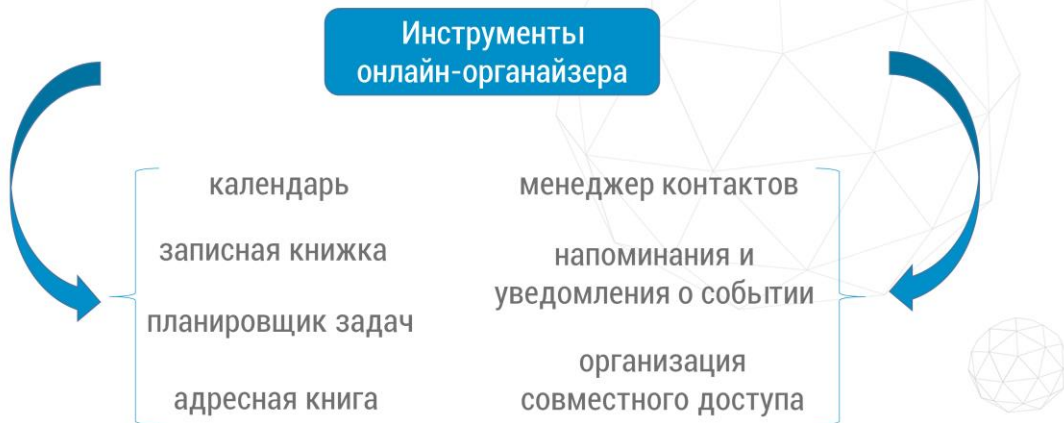 Инструменты
онлайн-органайзера
календарь
записная книжка
планировщик задач
адресная книга
менеджер контактов
напоминания и
уведомления о событии
организация
совместного доступа